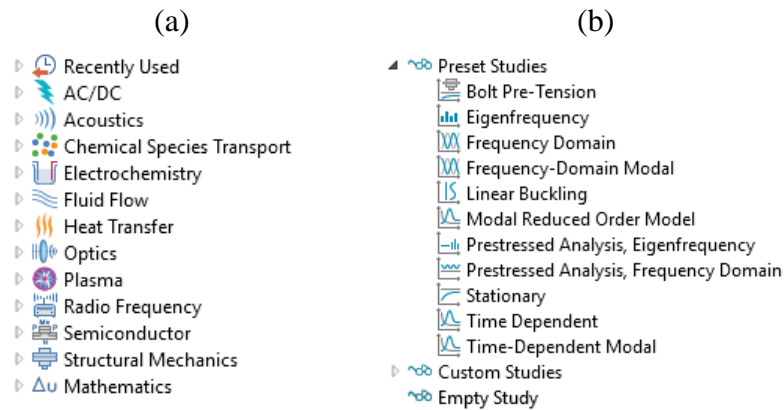 (a)
Recently Used
AC/DC
Acoustics
Chemical Species Transport
Electrochemistry
Fluid Flow
Heat Transfer
Optics
Plasma
Radio Frequency
Semiconductor
Structural Mechanics
Δu Mathematics
(b)
Preset Studies
Bolt Pre-Tension
Eigenfrequency
Frequency Domain
Frequency-Domain Modal
Linear Buckling
Modal Reduced Order Model
Prestressed Analysis, Eigenfrequency
Prestressed Analysis, Frequency Domain
Stationary
Time Dependent
Time-Dependent Modal
Custom Studies
Empty Study